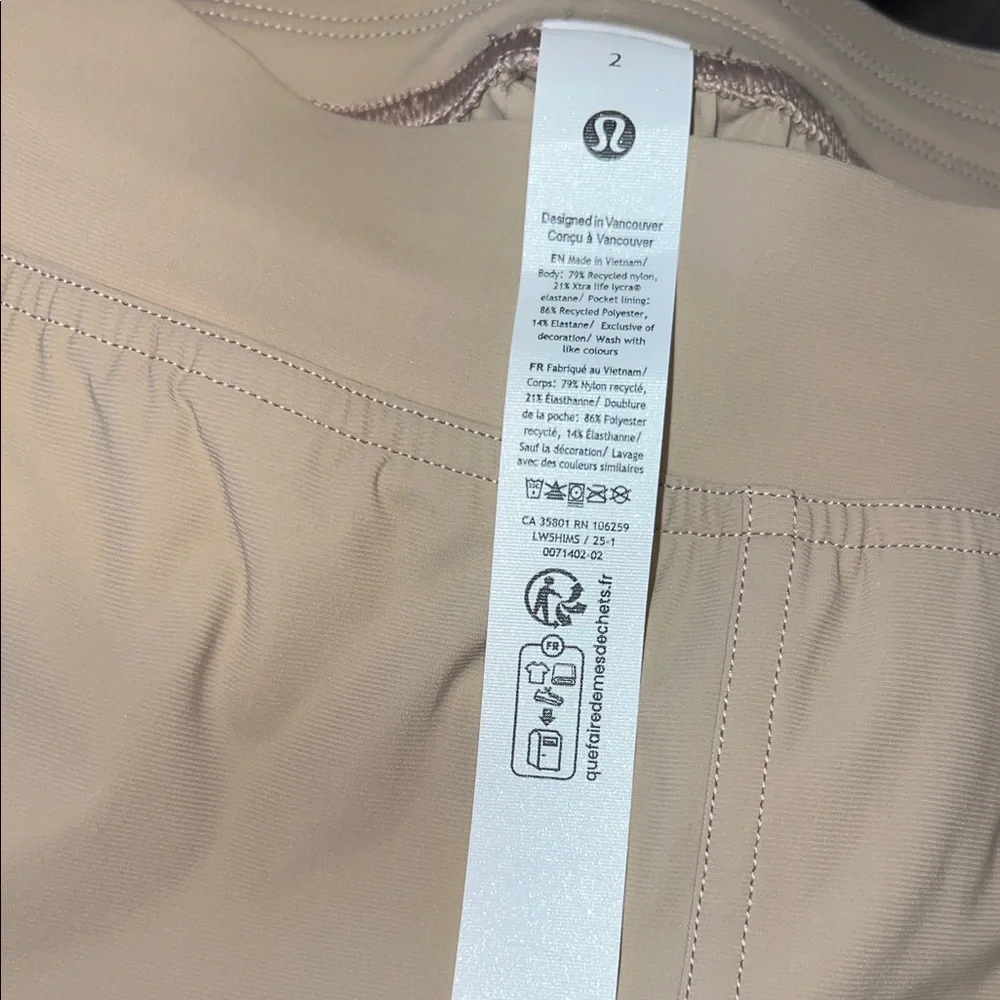 2
Designed in Vancouver
Conçu à Vancouver
EN Made in Vietnam/
Body: 79% Recycled nylon,
21% Xtra life lycra®
elastane/ Pocket lining:
86% Recycled Polyester,
14% Elastane/ Exclusive of
decoration/ Wash with
like colours
FR Fabriqué au Vietnam/
Corps: 79% Nylon recyclé,
21% Élasthanne/ Doublure
de la poche: 86% Polyester
recyclé, 14% Élasthanne/
Sauf la décoration/ Lavage
avec des couleurs similaires
30C
CA 35801 RN 106259
LW5HIMS / 25-1
0071402-02
FR
quefairedemesdechets.fr